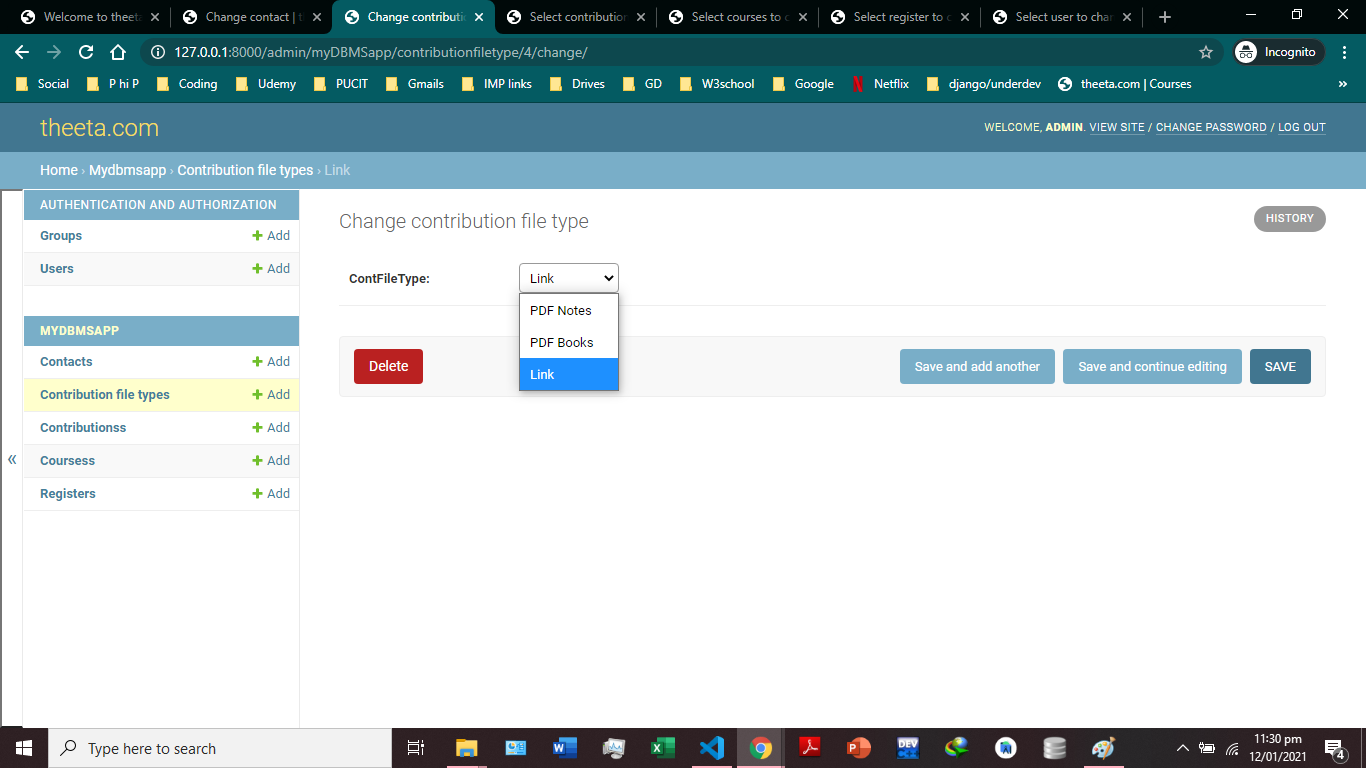 Welcome to theeta
Change contact | t
Change contributi
Select contribution
Select courses to c
Select register to c
Select user to char
127.0.0.1:8000/admin/myDBMSapp/contributionfiletype/4/change/
Incognito
Social
P hi P
Coding
Udemy
PUCIT
Gmails
IMP links
Drives
GD
W3school
Google
Netflix
django/underdev
theeta.com | Courses
»
theeta.com
WELCOME, ADMIN. VIEW SITE / CHANGE PASSWORD / LOG OUT
Home › Mydbmsapp › Contribution file types › Link
AUTHENTICATION AND AUTHORIZATION
Groups + Add
Users + Add
MYDBMSAPP
Contacts + Add
Contribution file types + Add
Contributionss + Add
Coursess + Add
Registers + Add
«
Change contribution file type
HISTORY
ContFileType:
Link
PDF Notes
PDF Books
Link
Delete
Save and add another
Save and continue editing
SAVE
Type here to search
DEV
11:30 pm
12/01/2021
4